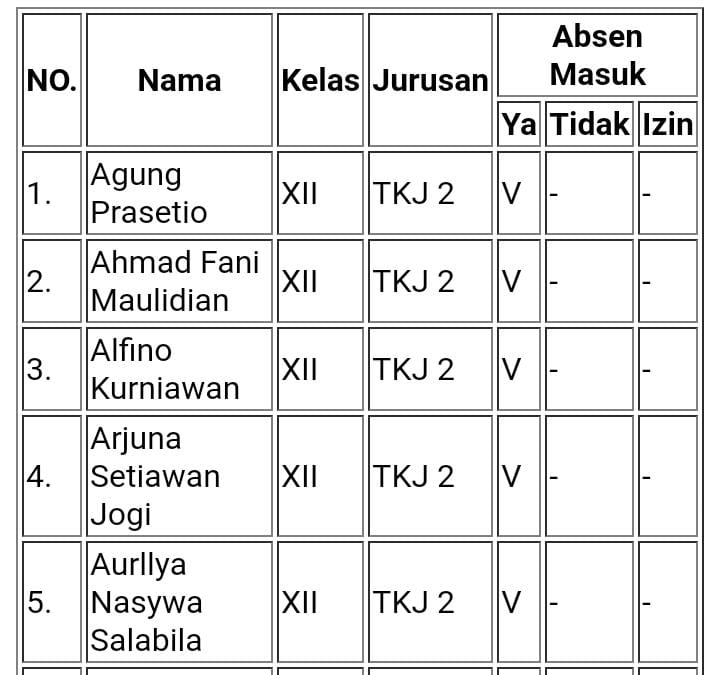 NO. Nama Kelas Jurusan Absen Masuk
Ya Tidak Izin
1. Agung Prasetio XII TKJ 2 V - -
2. Ahmad Fani Maulidian XII TKJ 2 V - -
3. Alfino Kurniawan XII TKJ 2 V - -
4. Arjuna Setiawan Jogi XII TKJ 2 V - -
5. Aurllya Nasywa Salabila XII TKJ 2 V - -